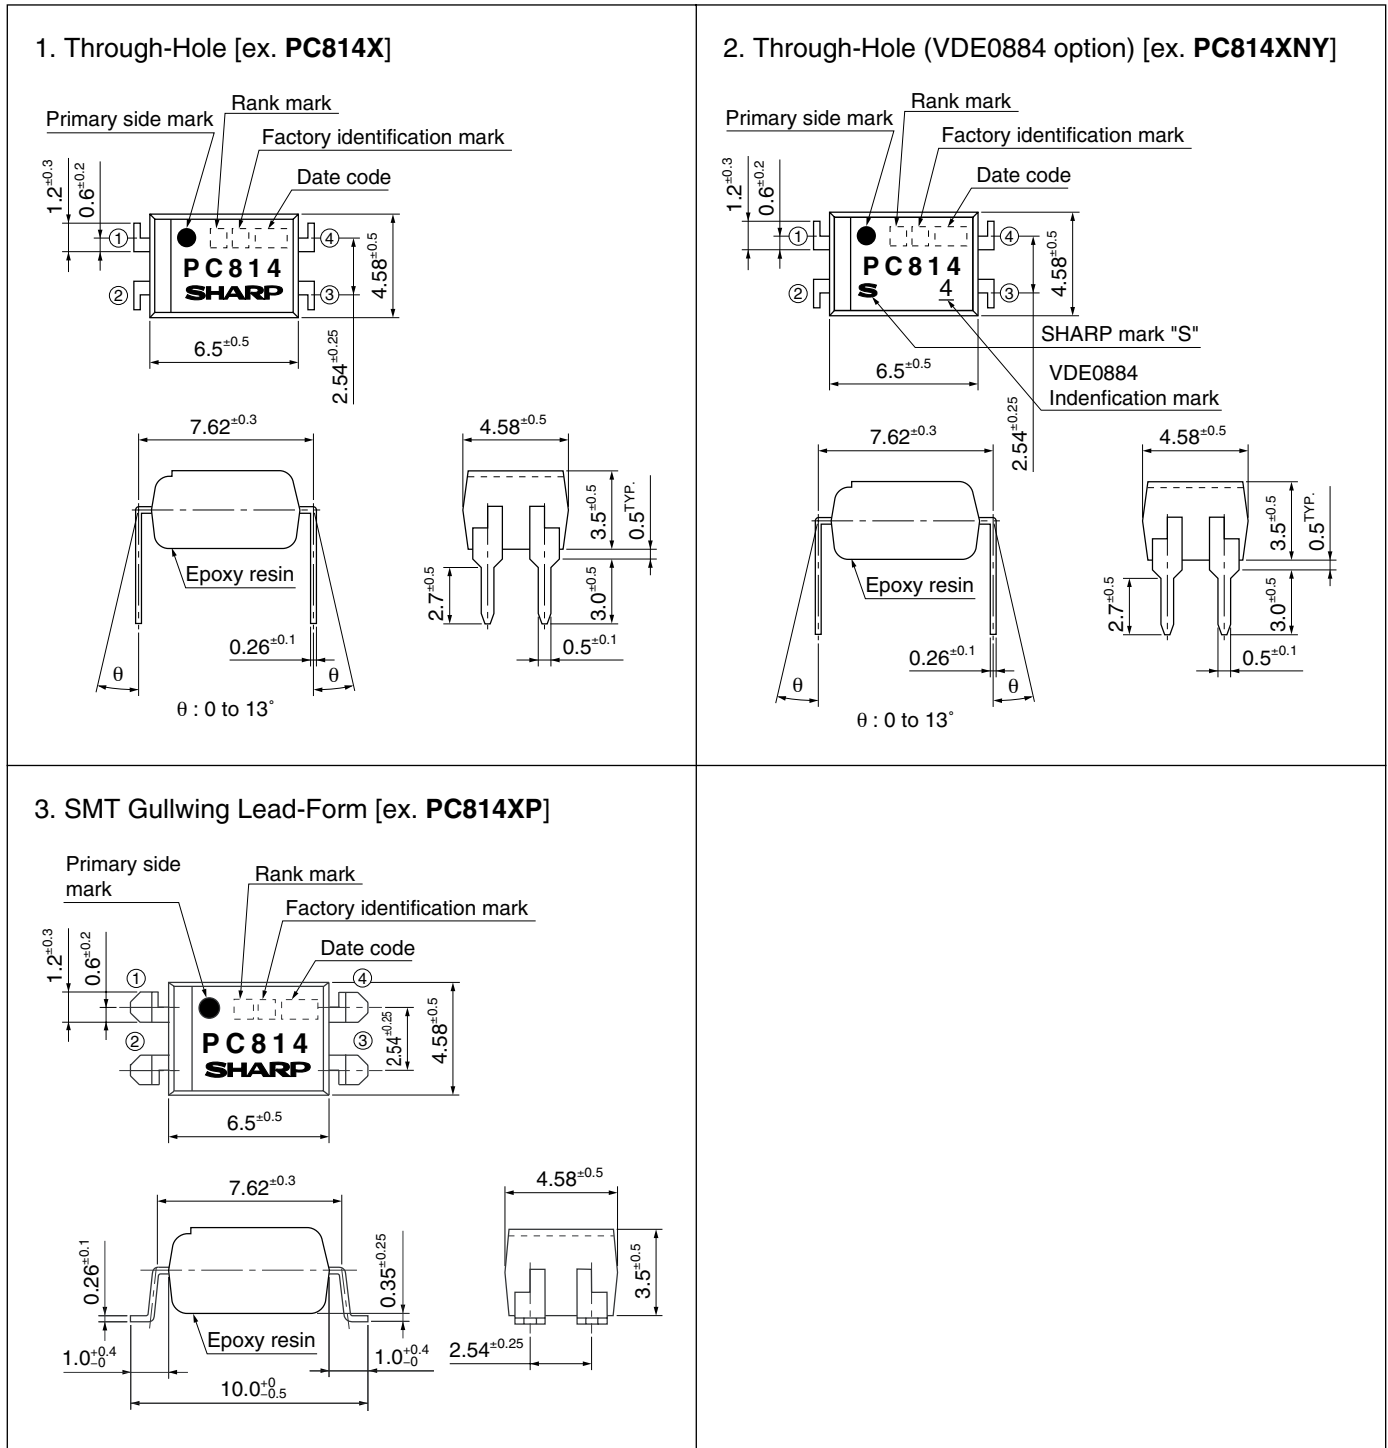 1. Through-Hole [ex. PC814X]
Rank mark
Primary side mark
Factory identification mark
Date code
1.2±0.3
0.6±0.2
①
④
PC814
SHARP
②
③
4.58±0.5
6.5±0.5
2.54±0.25
7.62±0.3
4.58±0.5
3.5±0.5
0.5TYP.
Epoxy resin
2.7±0.5
3.0±0.5
0.26±0.1
0.5±0.1
θ
θ
θ : 0 to 13˚
2. Through-Hole (VDE0884 option) [ex. PC814XNY]
Rank mark
Primary side mark
Factory identification mark
Date code
1.2±0.3
0.6±0.2
①
④
PC814
S
4
②
③
4.58±0.5
SHARP mark "S"
6.5±0.5
VDE0884
Indenfication mark
2.54±0.25
7.62±0.3
4.58±0.5
3.5±0.5
0.5TYP.
Epoxy resin
2.7±0.5
3.0±0.5
0.26±0.1
0.5±0.1
θ
θ
θ : 0 to 13˚
3. SMT Gullwing Lead-Form [ex. PC814XP]
Primary side
mark
Rank mark
Factory identification mark
Date code
1.2±0.3
0.6±0.2
①
④
PC814
SHARP
②
③
2.54±0.25
4.58±0.5
6.5±0.5
7.62±0.3
4.58±0.5
0.26±0.1
0.35±0.25
3.5±0.5
Epoxy resin
1.0+0.4−0
1.0+0.4−0
2.54±0.25
10.0+0−0.5